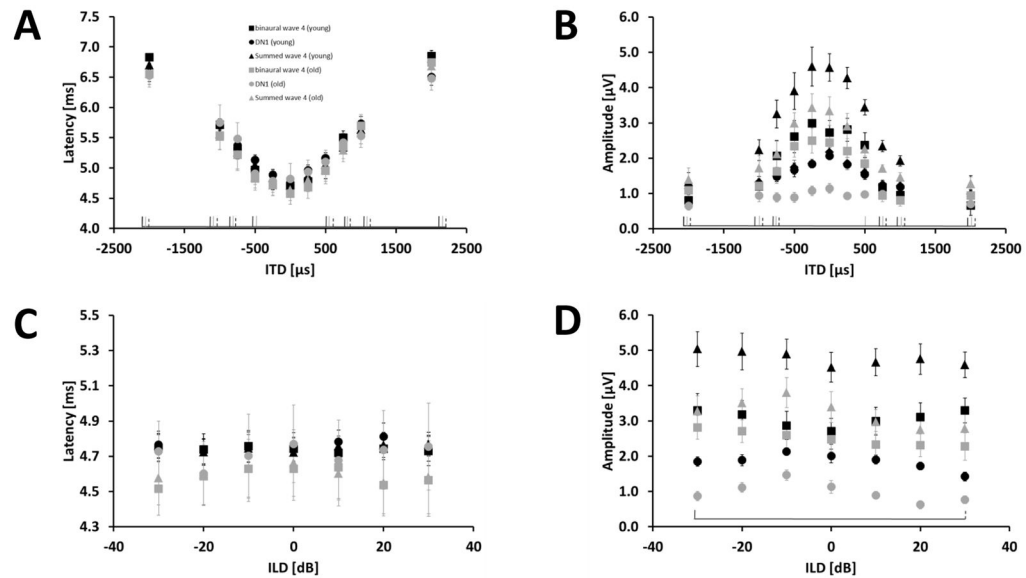 A
7.5
7.0
6.5
6.0
5.5
5.0
4.5
4.0
Latency [ms]
binaural wave 4 (young)
DN1 (young)
Summed wave 4 (young)
binaural wave 4 (old)
DN1 (old)
Summed wave 4 (old)
-2500 -1500 -500 500 1500 2500
ITD [µs]
B
6.0
5.0
4.0
3.0
2.0
1.0
0.0
Amplitude [µV]
-2500 -1500 -500 500 1500 2500
ITD [µs]
C
5.5
5.3
5.1
4.9
4.7
4.5
4.3
Latency [ms]
-40 -20 0 20 40
ILD [dB]
D
6.0
5.0
4.0
3.0
2.0
1.0
0.0
Amplitude [µV]
-40 -20 0 20 40
ILD [dB]